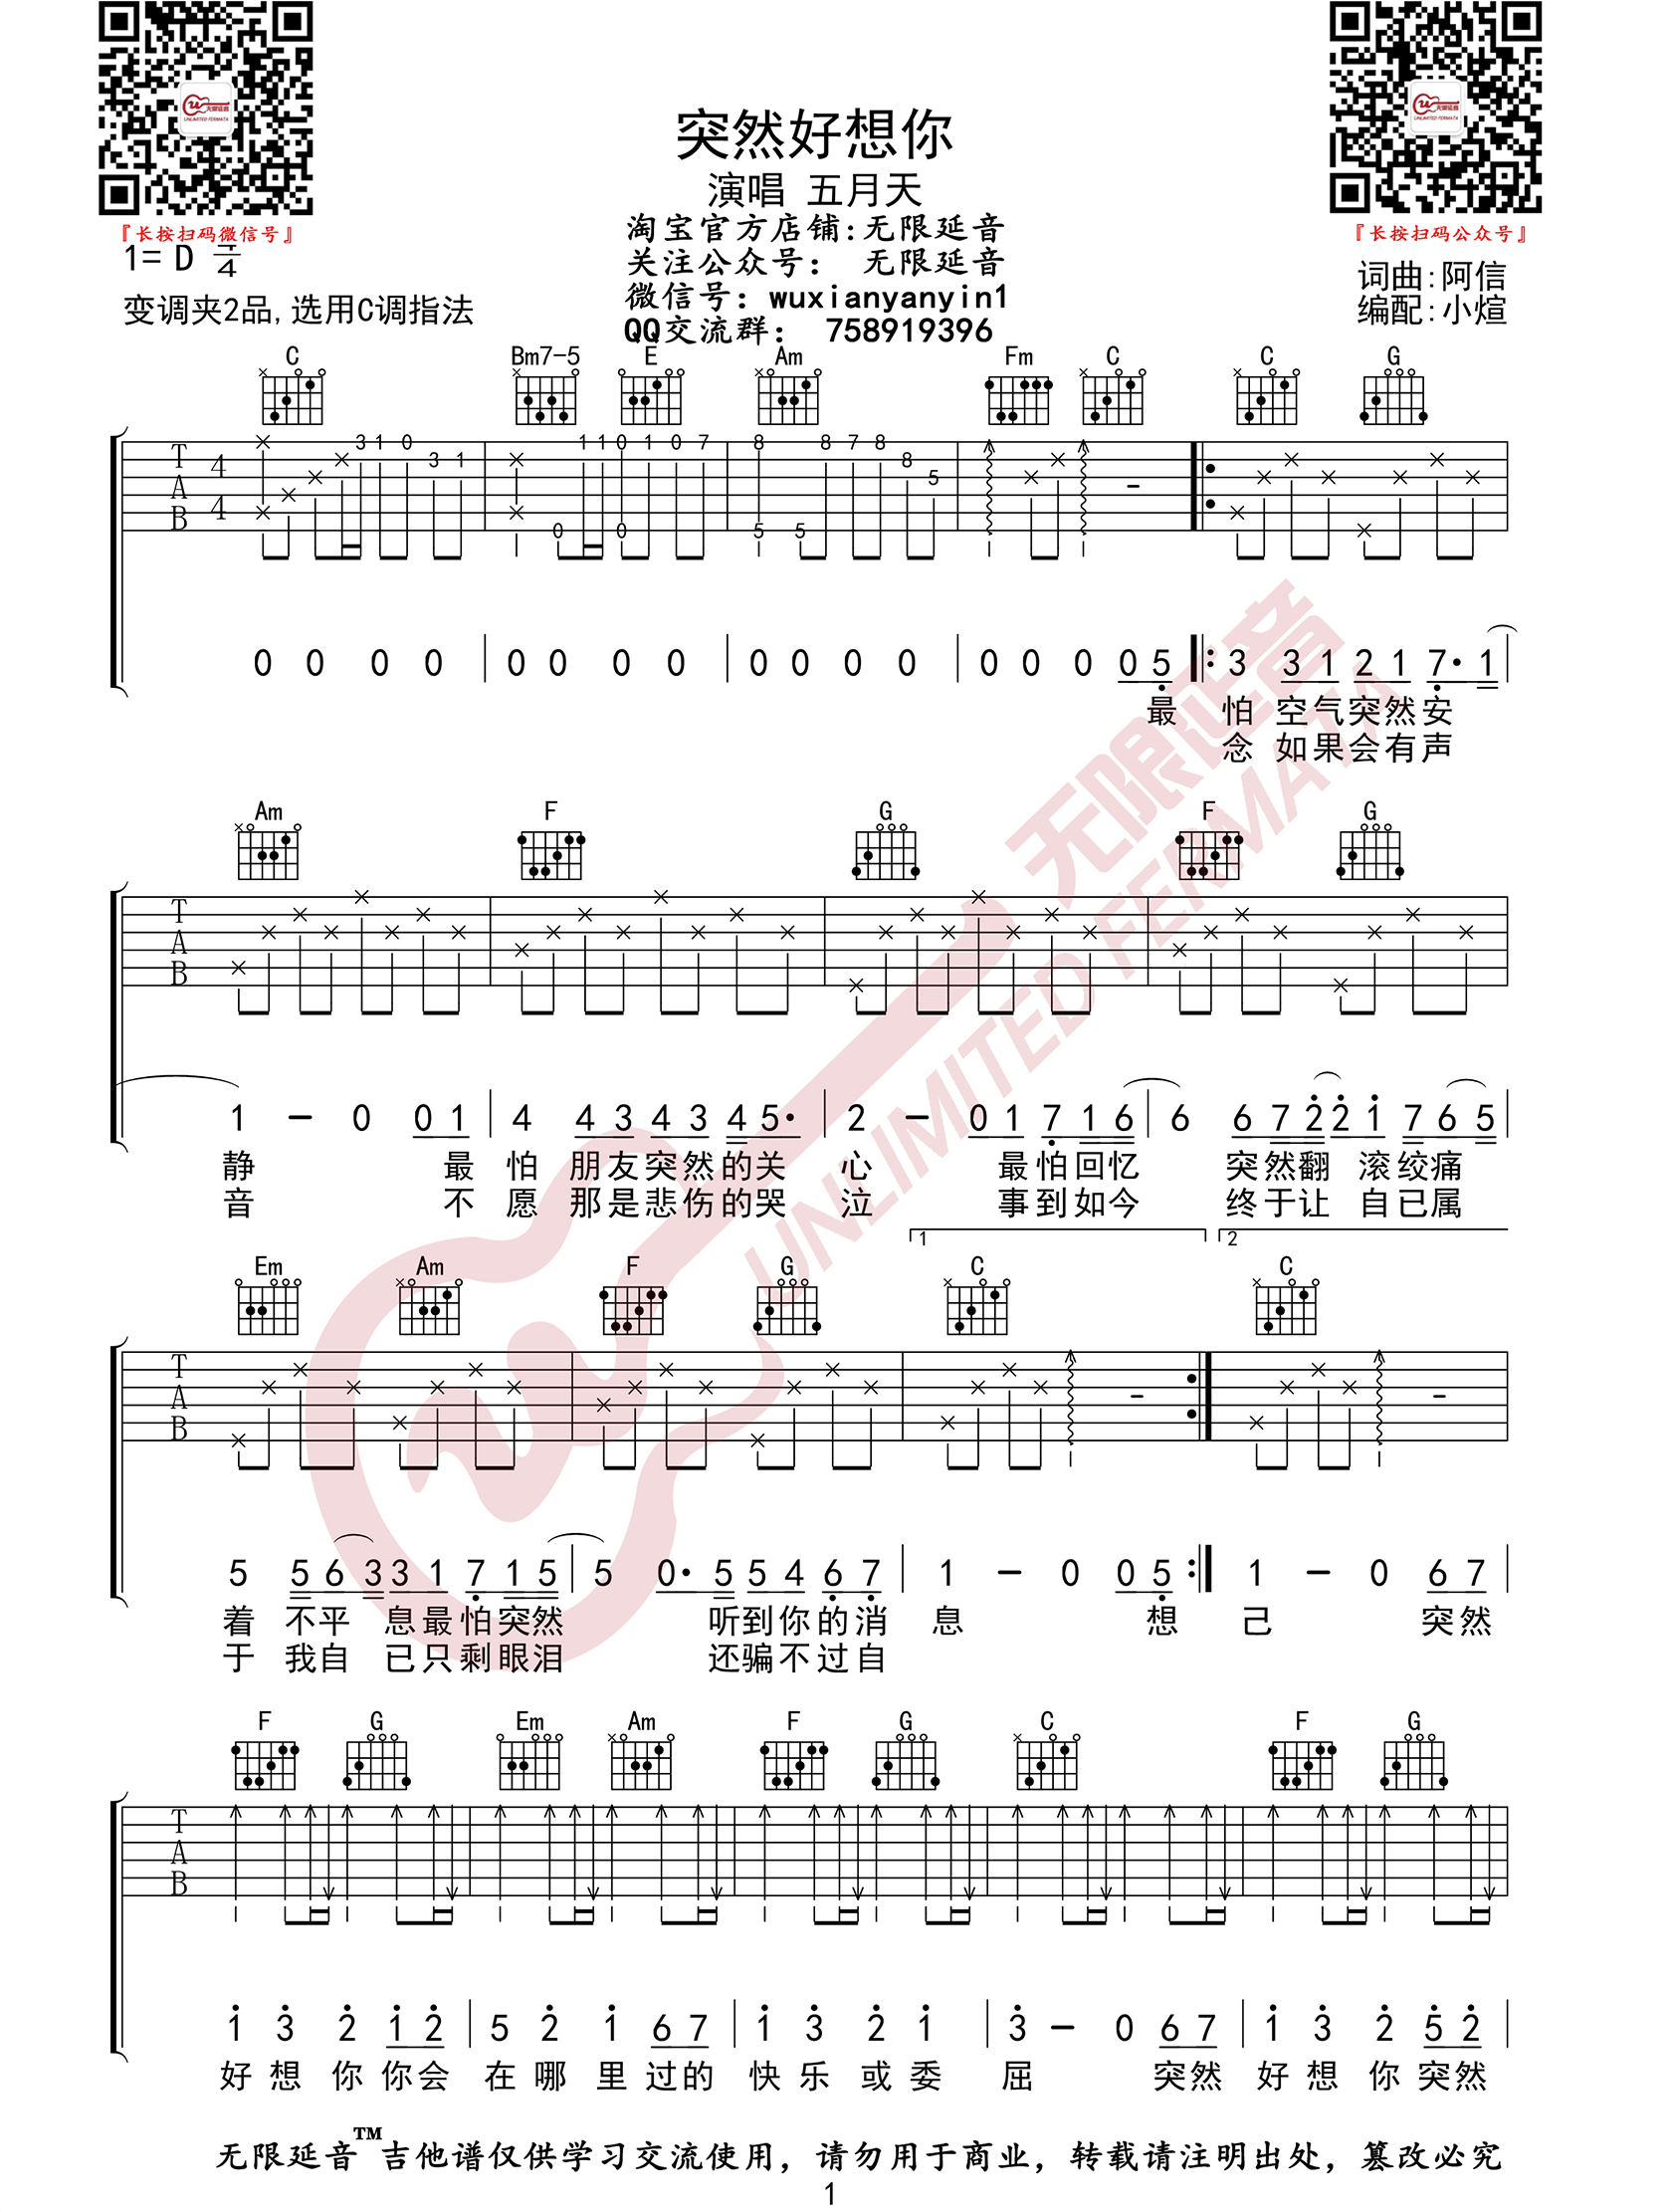 突然好想你
演唱 五月天
淘宝官方店铺:无限延音
关注公众号： 无限延音
微信号：wuxianyanyin1
QQ交流群： 758919396
『长按扫码微信号』
『长按扫码公众号』
无限延音
UNLIMITED FERMATA
无限延音
UNLIMITED FERMATA
1= D 4/4
变调夹2品,选用C调指法
词曲:阿信
编配:小煊
C Bm7-5 E Am Fm C C G
T A B 4 4
3 1 0 3 1 0 1 1 0 0 1 0 7 8 5 5 8 7 8 8 5
0 0 0 0 | 0 0 0 0 | 0 0 0 0 | 0 0 0 0 5 |: 3 3 1 2 1 7· 1 |
最 怕 空气突然安
念 如果会有声
Am F G F G
T A B
1 — 0 0 1 | 4 4 3 4 3 4 5· | 2 — 0 1 7 1 6 | 6 6 7 2 2 1 7 6 5 |
静 最 怕 朋友突然的关 心 最怕回忆 突然翻 滚绞痛
音 不 愿 那是悲伤的哭 泣 事到如今 终于让 自已属
1 2
Em Am F G C C
T A B
5 5 6 3 3 1 7 1 5 | 5 0· 5 5 4 6 7 | 1 — 0 0 5 :| 1 — 0 6 7 |
着 不平 息最怕突然 听到你的消 息 想 己 突然
于 我自 已只剩眼泪 还骗不过自
F G Em Am F G C F G
T A B
1 3 2 1 2 | 5 2 1 6 7 | 1 3 2 1 | 3 — 0 6 7 | 1 3 2 5 2 |
好 想 你 你会 在 哪 里 过的 快 乐 或 委 屈 突然 好 想 你 突然
无限延音
UNLIMITED FERMATA
无限延音™吉他谱仅供学习交流使用，请勿用于商业，转载请注明出处，篡改必究
1